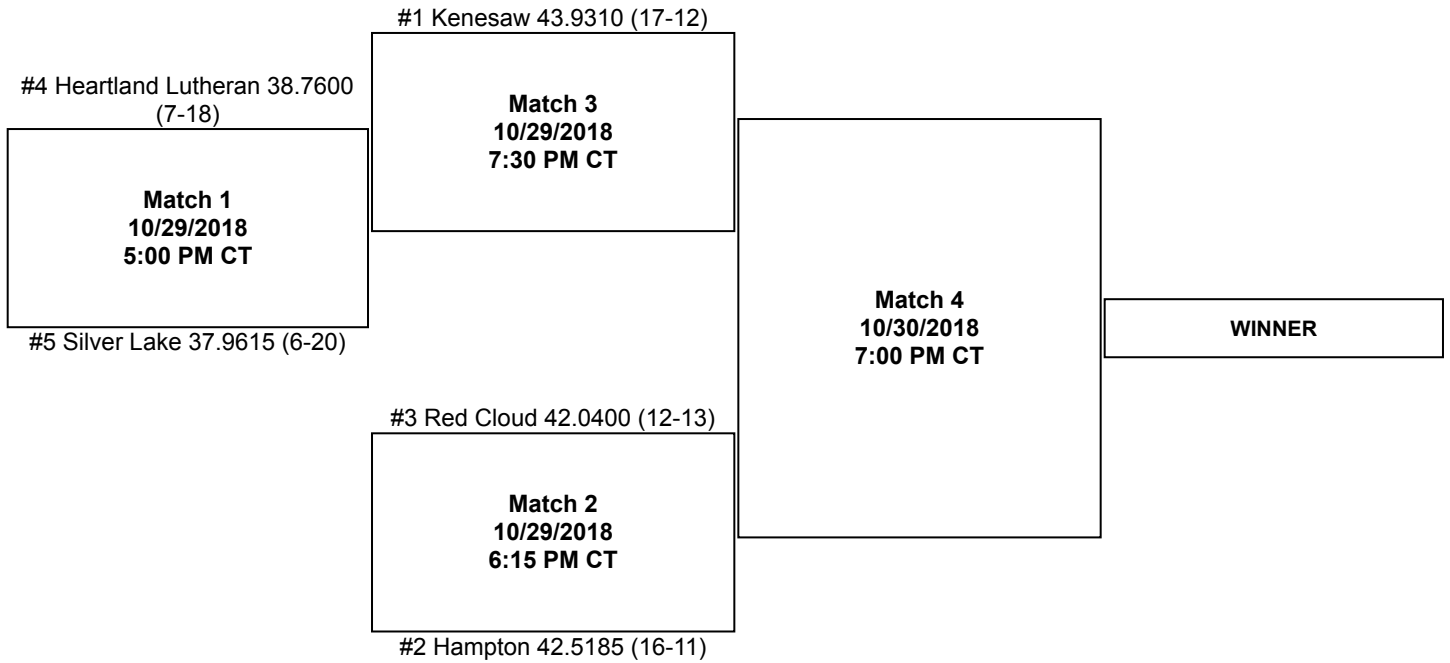 #1 Kenesaw 43.9310 (17-12)
#4 Heartland Lutheran 38.7600
(7-18)
Match 3
10/29/2018
7:30 PM CT
Match 1
10/29/2018
5:00 PM CT
#5 Silver Lake 37.9615 (6-20)
Match 4
10/30/2018
7:00 PM CT
WINNER
#3 Red Cloud 42.0400 (12-13)
Match 2
10/29/2018
6:15 PM CT
#2 Hampton 42.5185 (16-11)